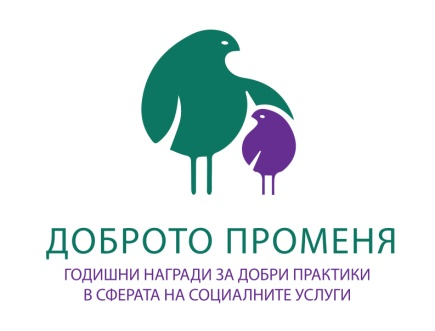 ДОБРОТО ПРОМЕНЯ
ГОДИШНИ НАГРАДИ ЗА ДОБРИ ПРАКТИКИ
В СФЕРАТА НА СОЦИАЛНИТЕ УСЛУГИ